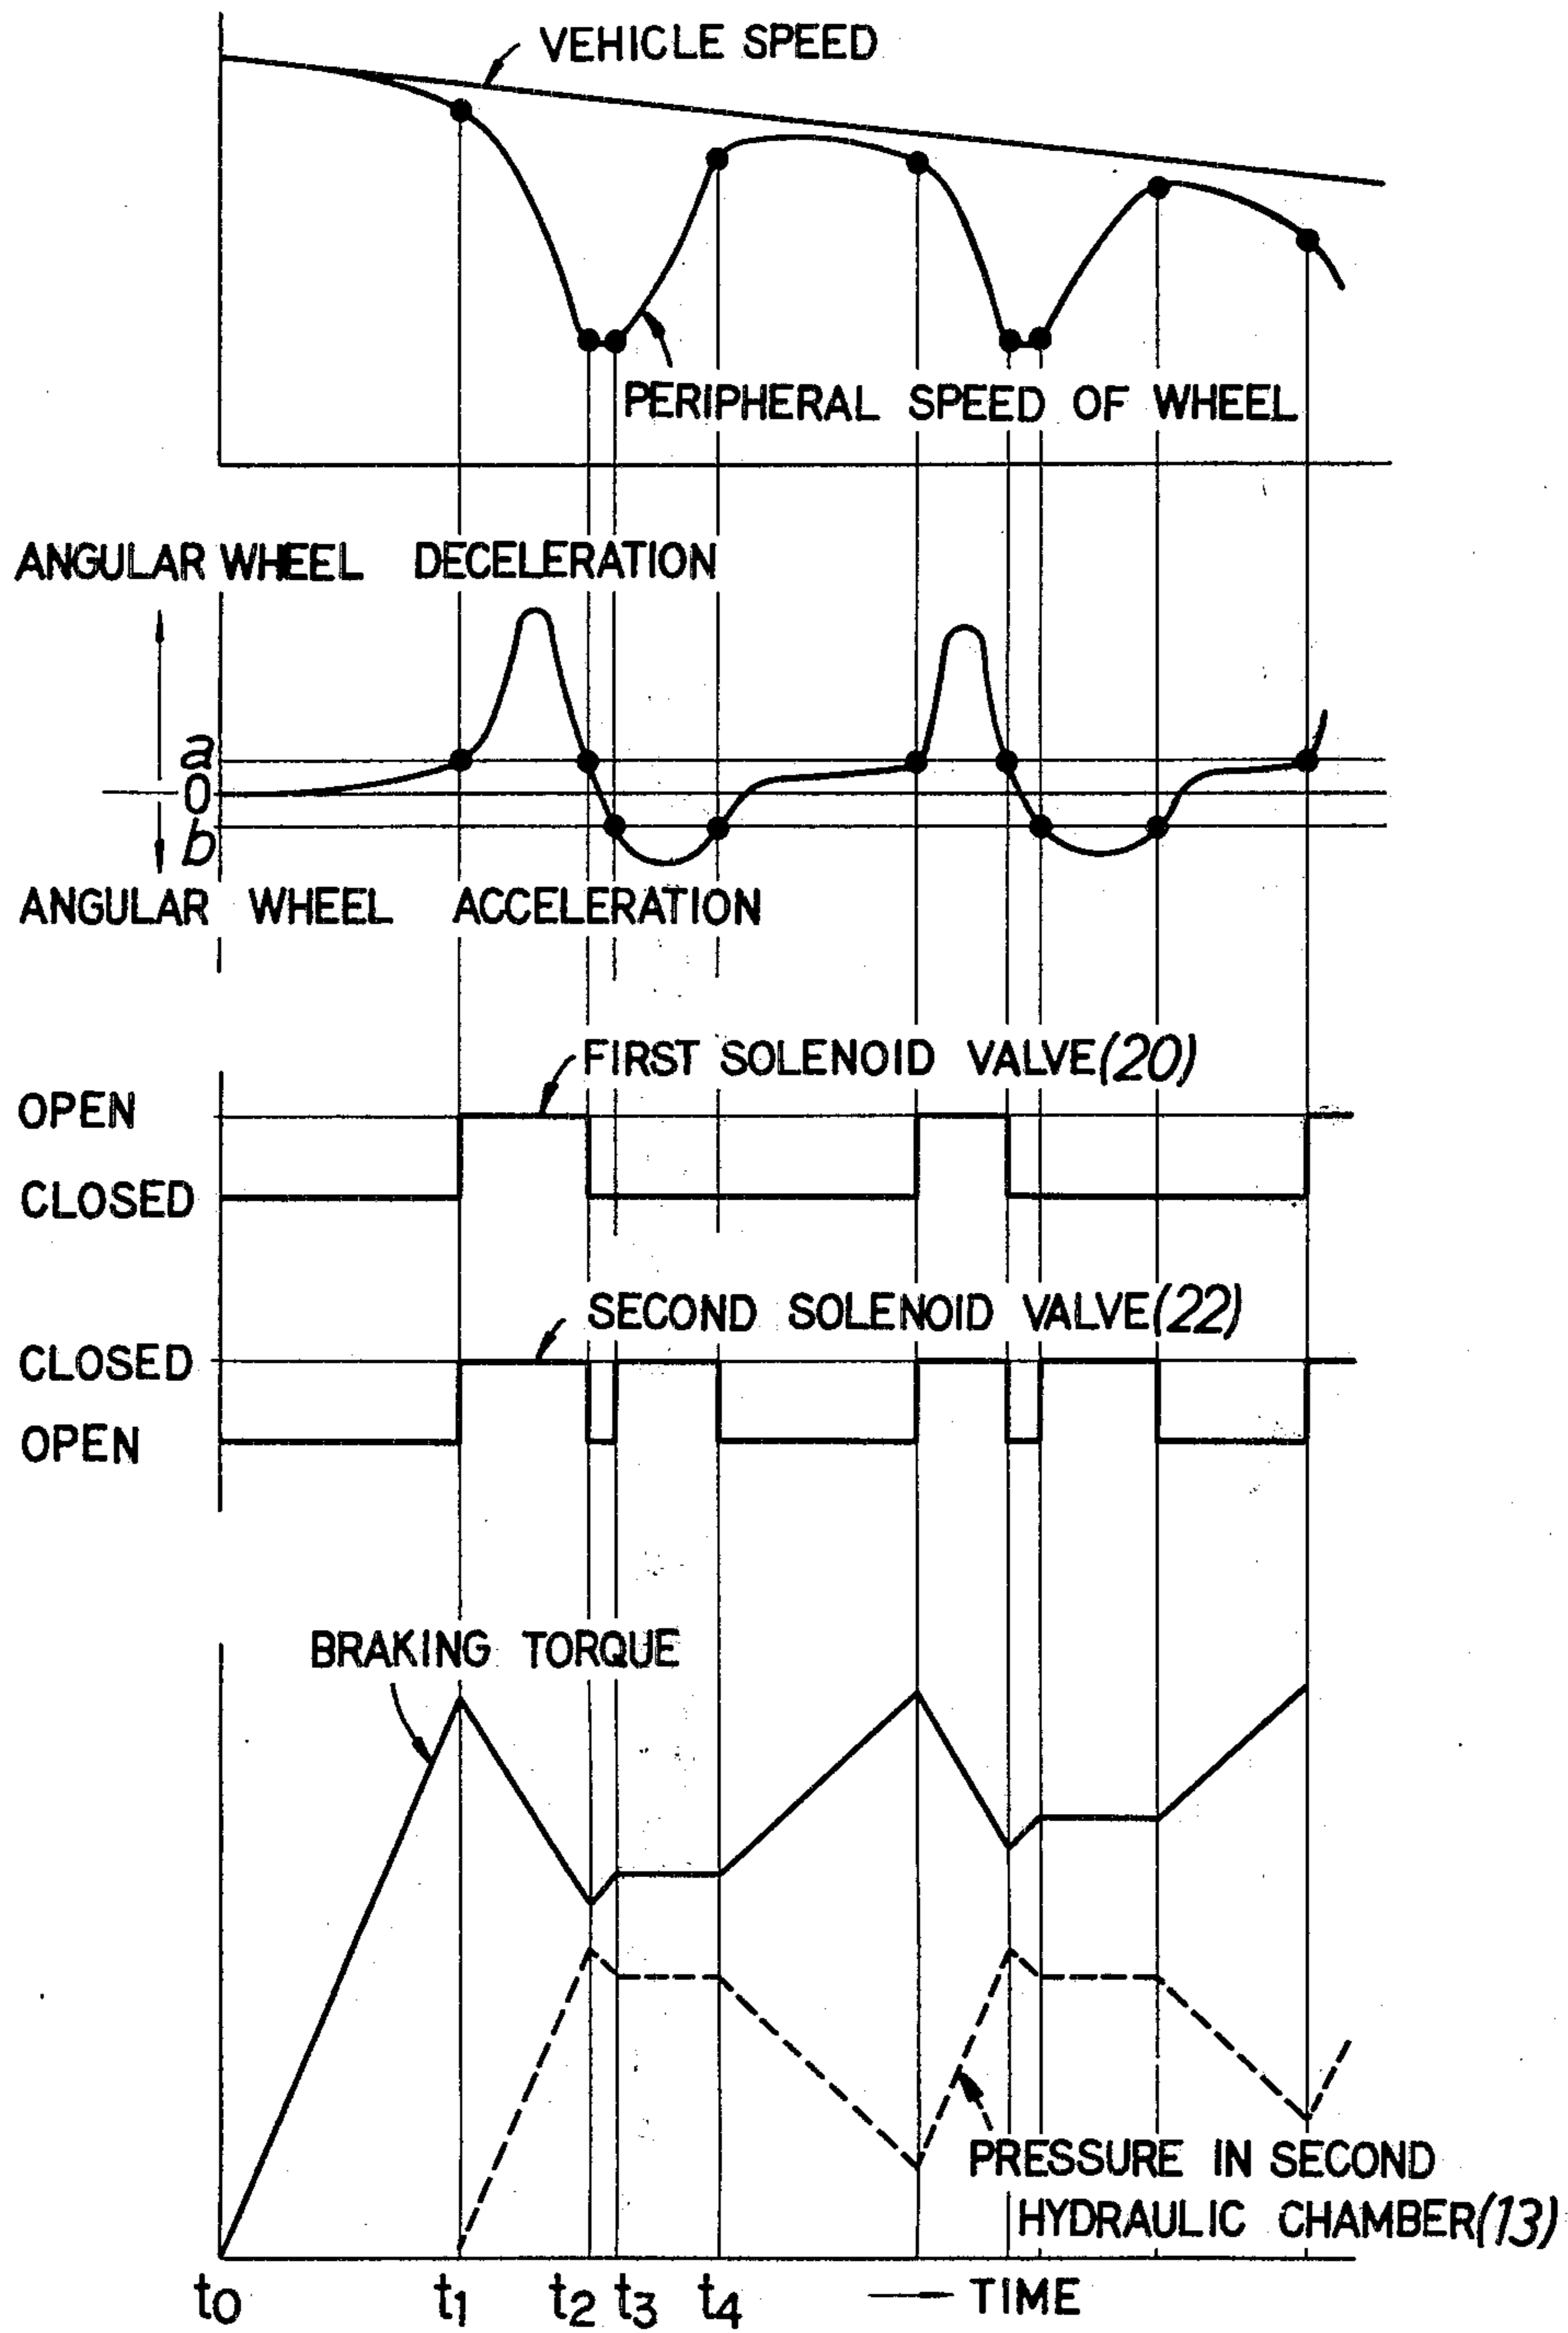 VEHICLE SPEED
PERIPHERAL SPEED OF WHEEL
ANGULAR WHEEL DECELERATION
a
0
b
ANGULAR WHEEL ACCELERATION
FIRST SOLENOID VALVE(20)
OPEN
CLOSED
SECOND SOLENOID VALVE(22)
CLOSED
OPEN
BRAKING TORQUE
PRESSURE IN SECOND
HYDRAULIC CHAMBER(13)
t0 t1 t2 t3 t4 TIME